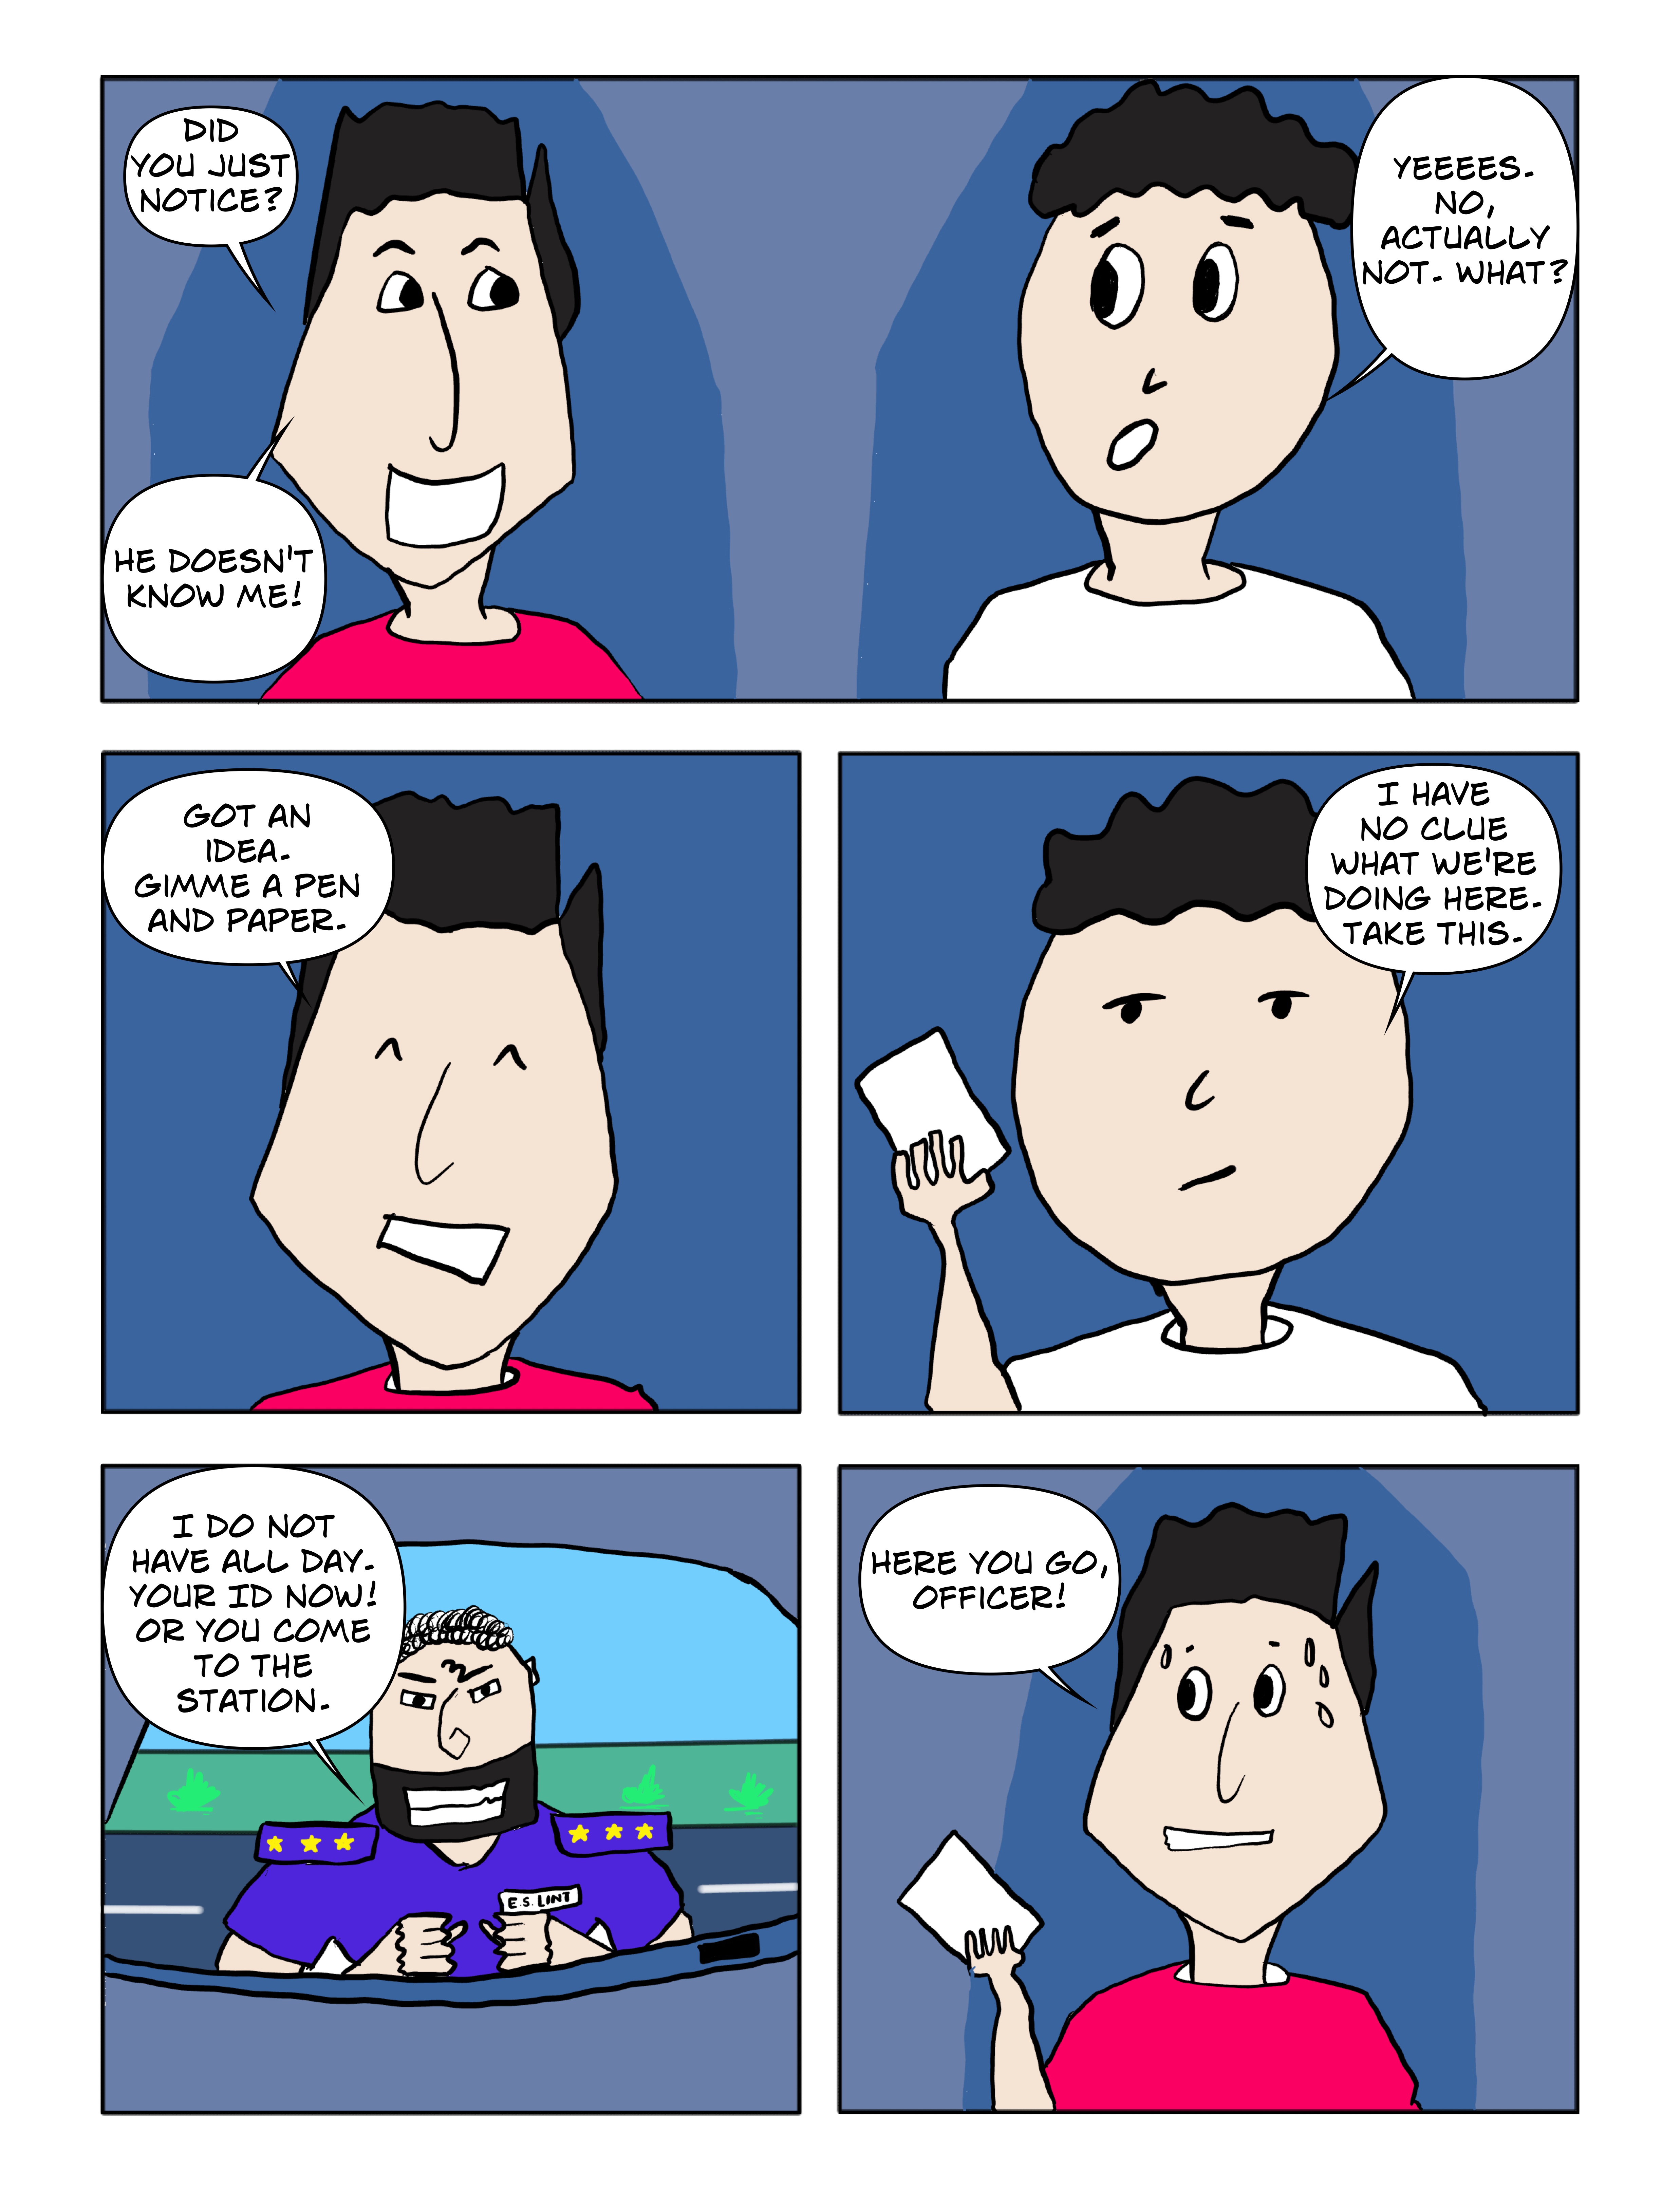 DID
YOU JUST
NOTICE?
YEEEES.
NO,
ACTUALLY
NOT. WHAT?
HE DOESN'T
KNOW ME!
GOT AN
IDEA.
GIMME A PEN
AND PAPER.
I HAVE
NO CLUE
WHAT WE'RE
DOING HERE.
TAKE THIS.
I DO NOT
HAVE ALL DAY.
YOUR ID NOW!
OR YOU COME
TO THE
STATION.
E.S. LINT
HERE YOU GO,
OFFICER!